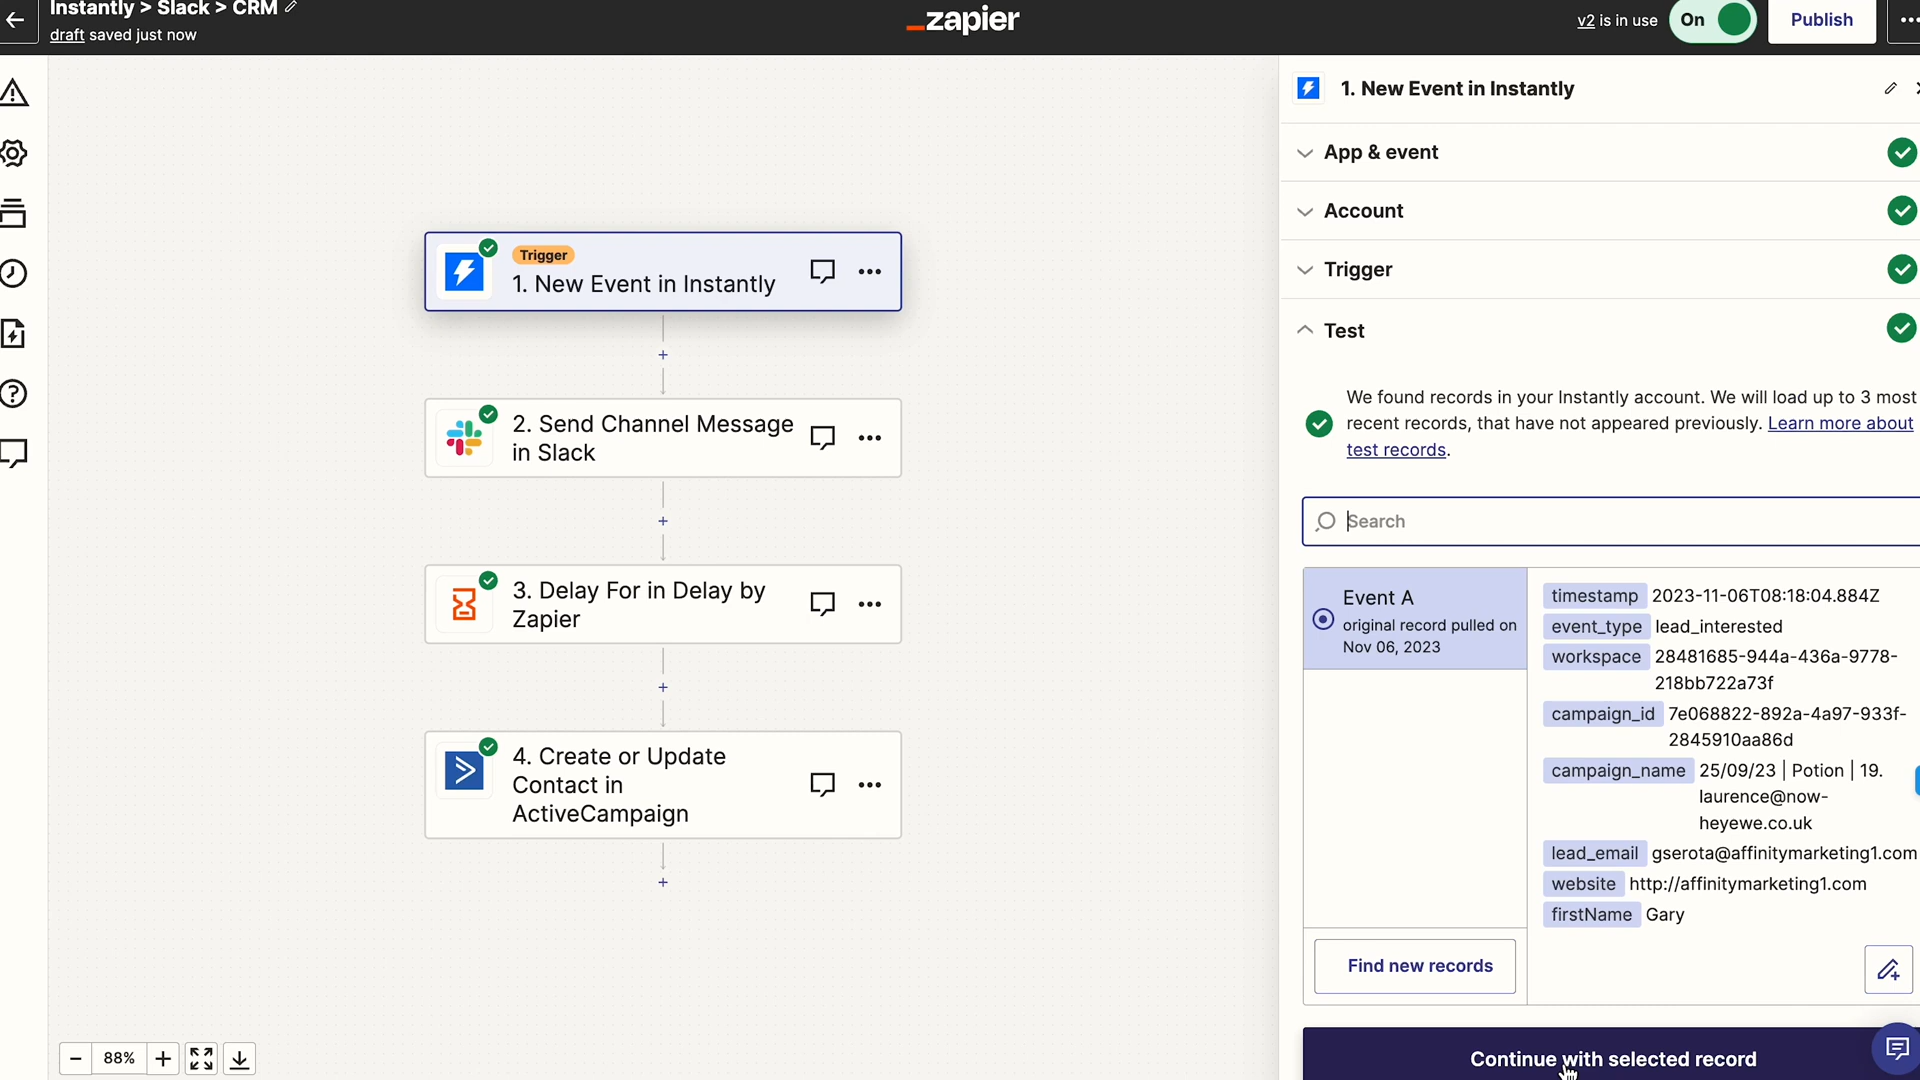 Instantly > Slack > CRM
draft saved just now
_zapier
v2 is in use
On
Publish
Trigger
1. New Event in Instantly
2. Send Channel Message
in Slack
3. Delay For in Delay by
Zapier
4. Create or Update
Contact in
ActiveCampaign
88%
1. New Event in Instantly
App & event
Account
Trigger
Test
We found records in your Instantly account. We will load up to 3 most
recent records, that have not appeared previously. Learn more about
test records.
Search
Event A
original record pulled on
Nov 06, 2023
Find new records
timestamp 2023-11-06T08:18:04.884Z
event_type lead_interested
workspace 28481685-944a-436a-9778-
218bb722a73f
campaign_id 7e068822-892a-4a97-933f-
2845910aa86d
campaign_name 25/09/23 | Potion | 19.
laurence@now-
heyewe.co.uk
lead_email gserota@affinitymarketing1.com
website http://affinitymarketing1.com
firstName Gary
Continue with selected record